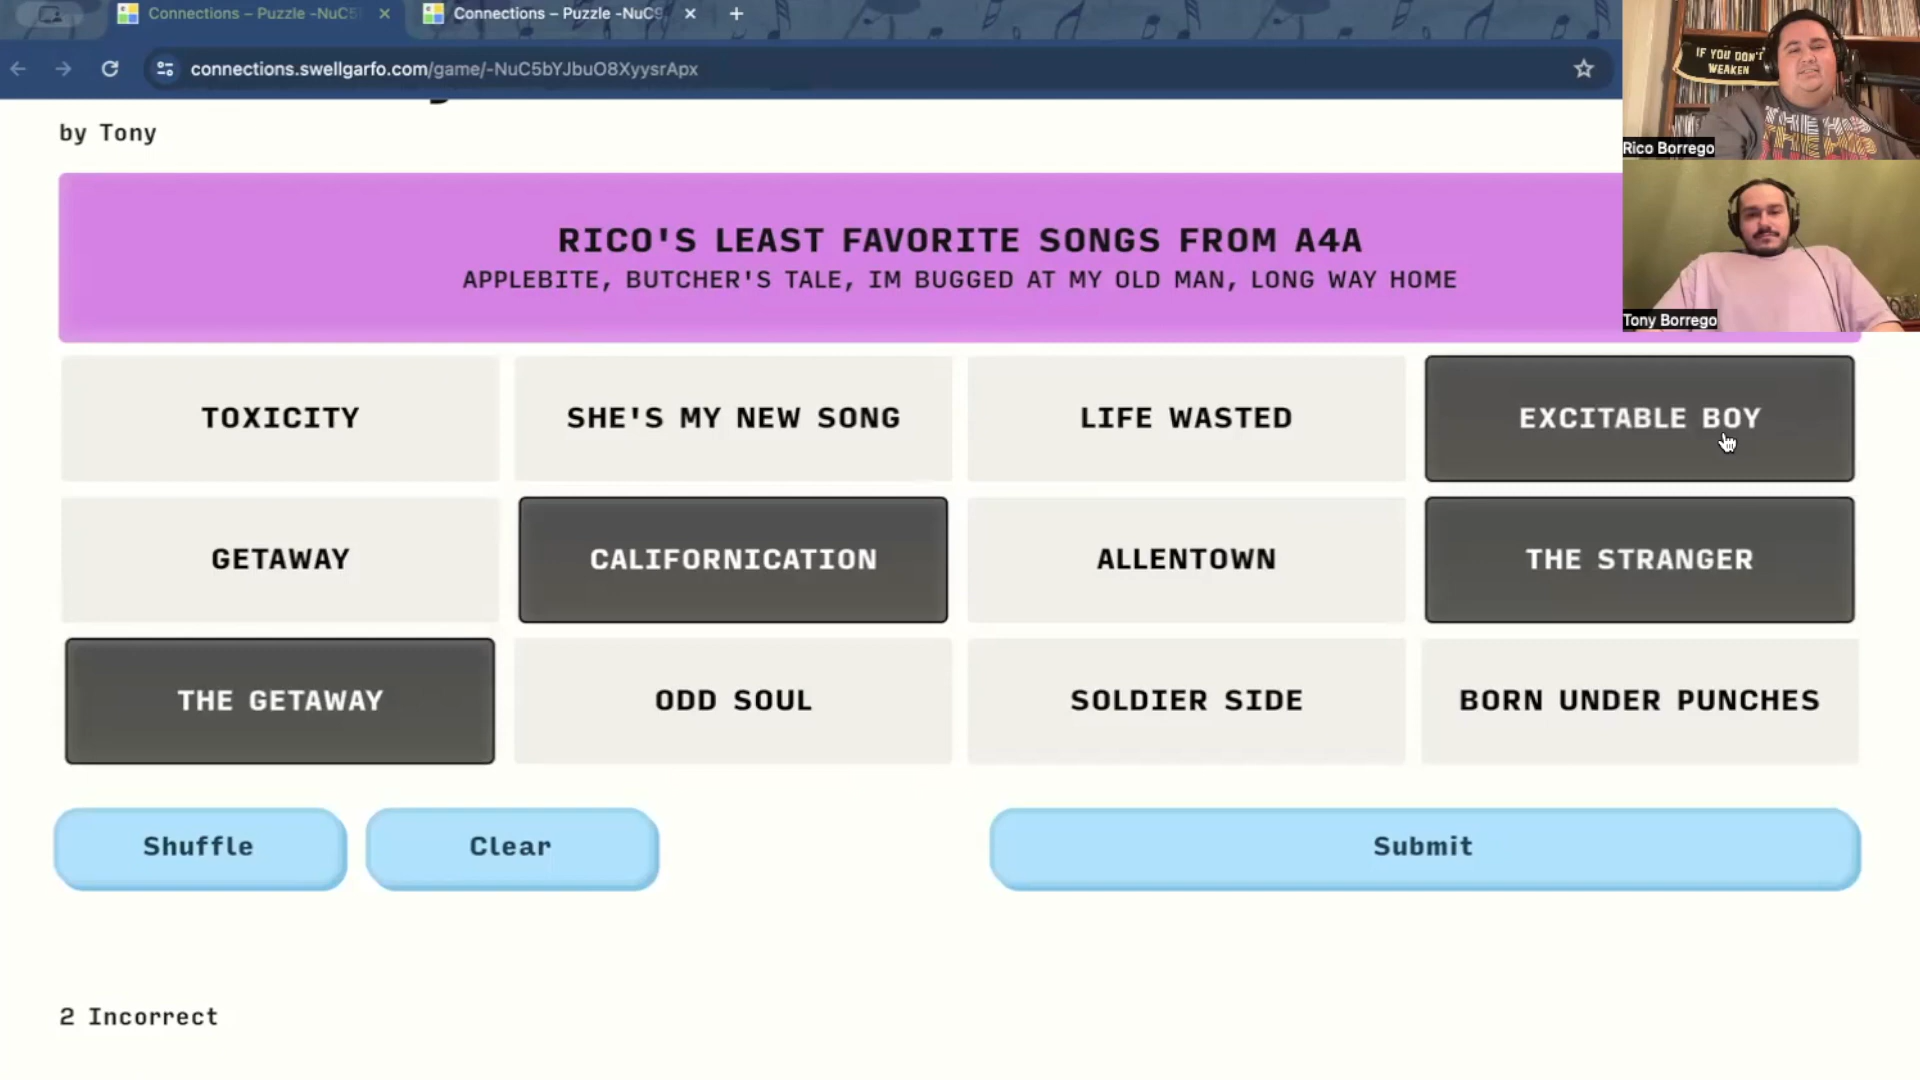 Connections – Puzzle -NuC5
Connections – Puzzle -NuC9
connections.swellgarfo.com/game/-NuC5bYJbuO8XyysrApx
IF YOU DON'T
WEAKEN
Rico Borrego
Tony Borrego
by Tony
RICO'S LEAST FAVORITE SONGS FROM A4A
APPLEBITE, BUTCHER'S TALE, IM BUGGED AT MY OLD MAN, LONG WAY HOME
TOXICITY
SHE'S MY NEW SONG
LIFE WASTED
EXCITABLE BOY
GETAWAY
CALIFORNICATION
ALLENTOWN
THE STRANGER
THE GETAWAY
ODD SOUL
SOLDIER SIDE
BORN UNDER PUNCHES
Shuffle
Clear
Submit
2 Incorrect